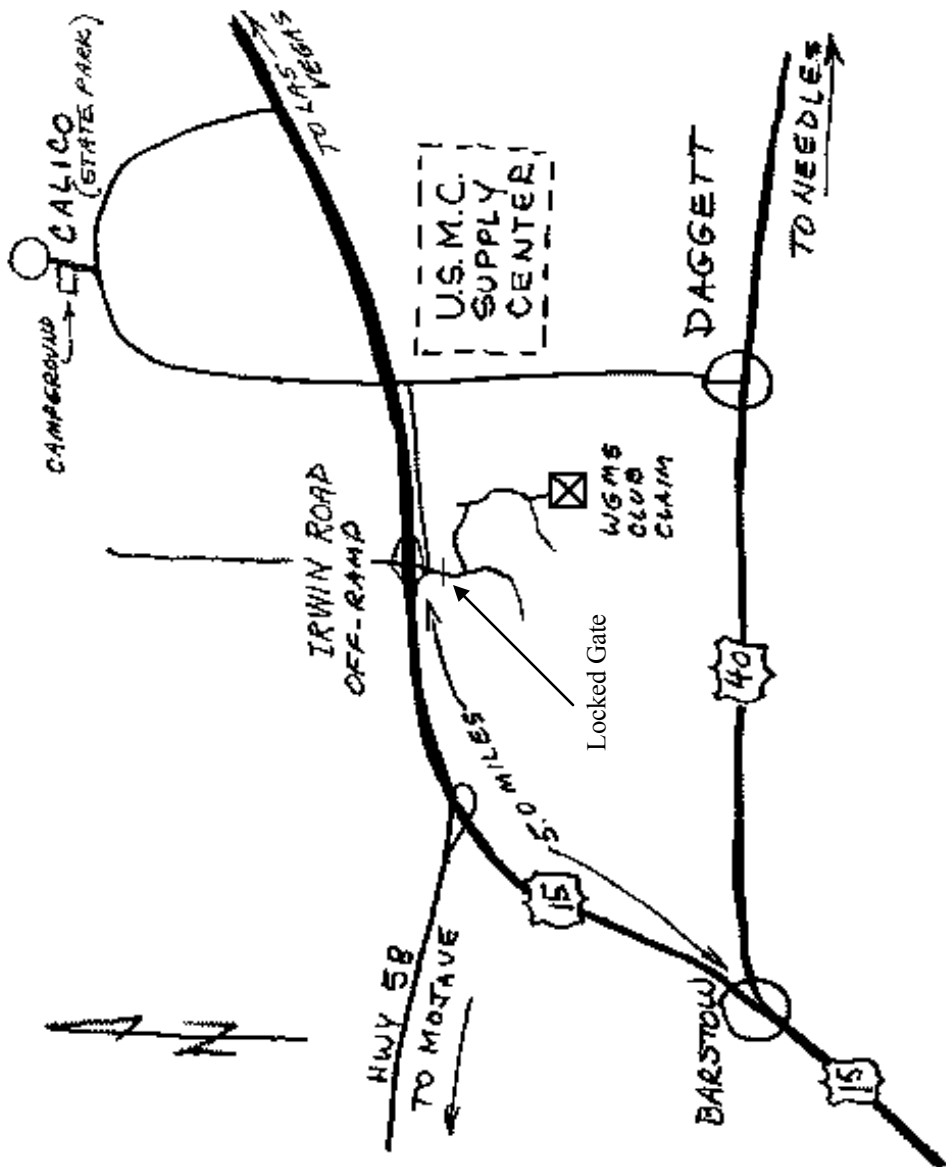 CALICO
(STATE PARK)
CAMPGROUND
TO LAS
VEGAS
U.S.M.C.
SUPPLY
CENTER
IRWIN ROAD
OFF-RAMP
Locked Gate
WGMS
CLUB
CLAIM
DAGGETT
TO NEEDLES
40
5.0 MILES
15
HWY 58
TO MOJAVE
N
BARSTOW
15